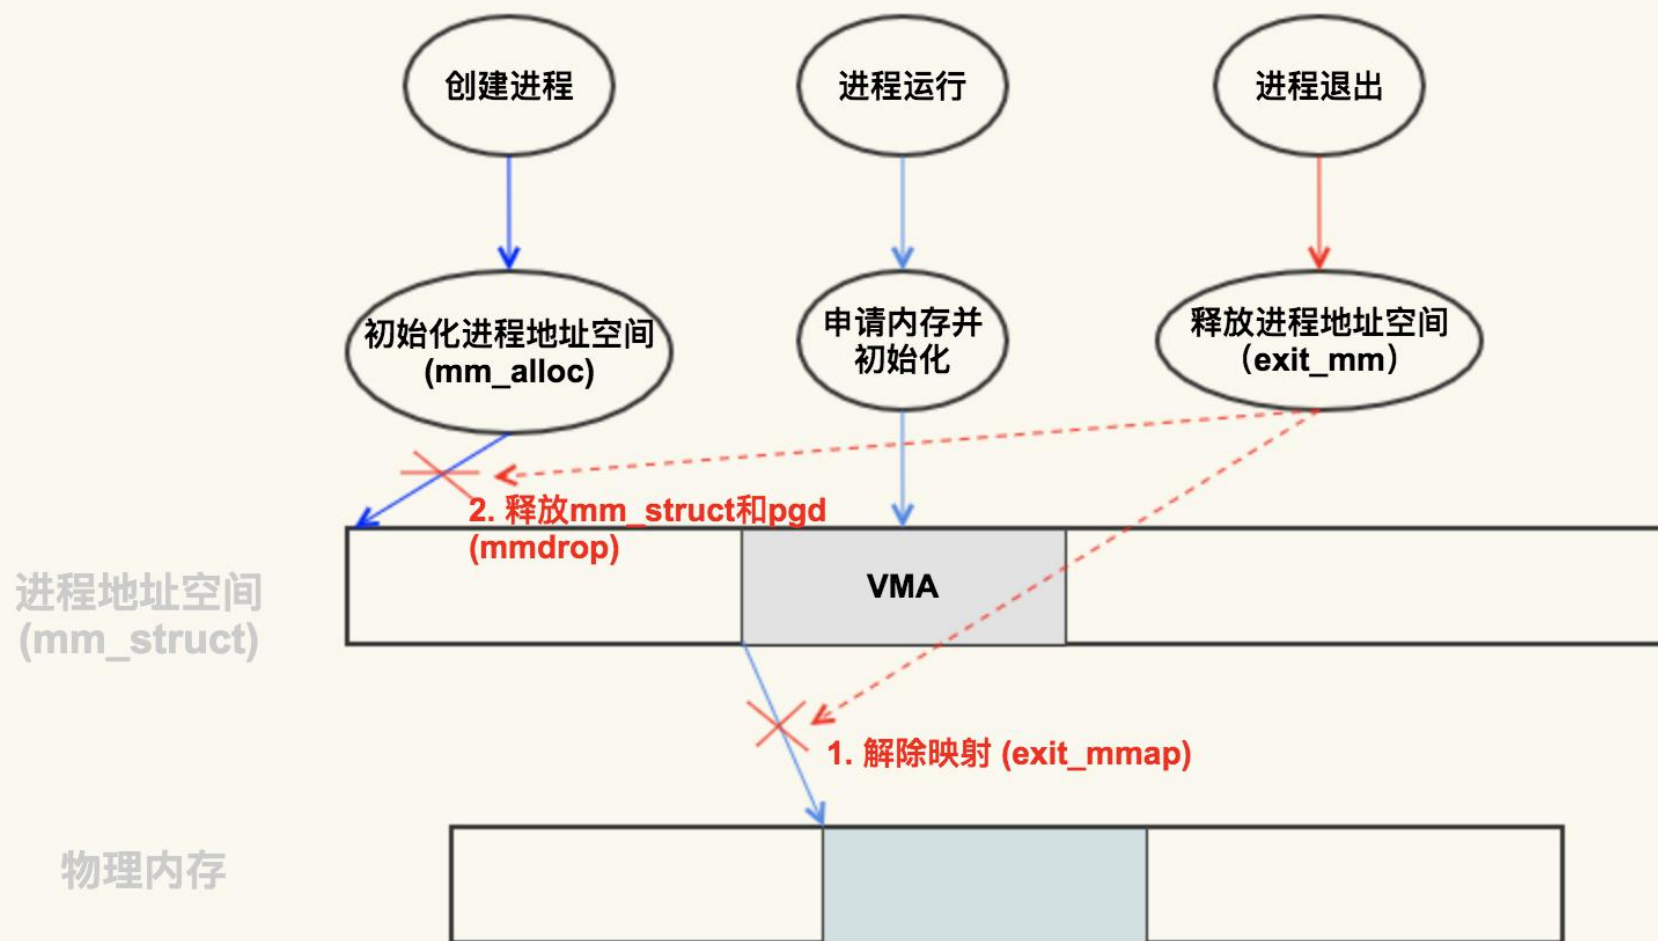 创建进程
进程运行
进程退出
初始化进程地址空间
(mm_alloc)
申请内存并
初始化
释放进程地址空间
（exit_mm）
2. 释放mm_struct和pgd
(mmdrop)
进程地址空间
(mm_struct)
VMA
1. 解除映射 (exit_mmap)
物理内存